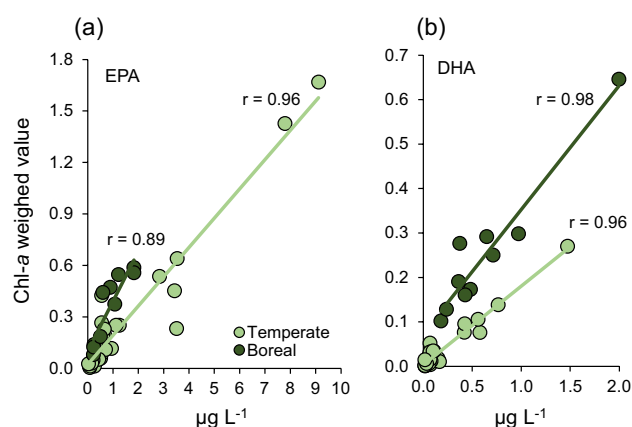 (a)
EPA
r = 0.96
r = 0.89
Chl-a weighed value
1.8
1.5
1.2
0.9
0.6
0.3
0.0
0 1 2 3 4 5 6 7 8 9 10
µg L-1
Temperate
Boreal
(b)
DHA
r = 0.98
r = 0.96
0.7
0.6
0.5
0.4
0.3
0.2
0.1
0.0
0.0 0.5 1.0 1.5 2.0
µg L-1